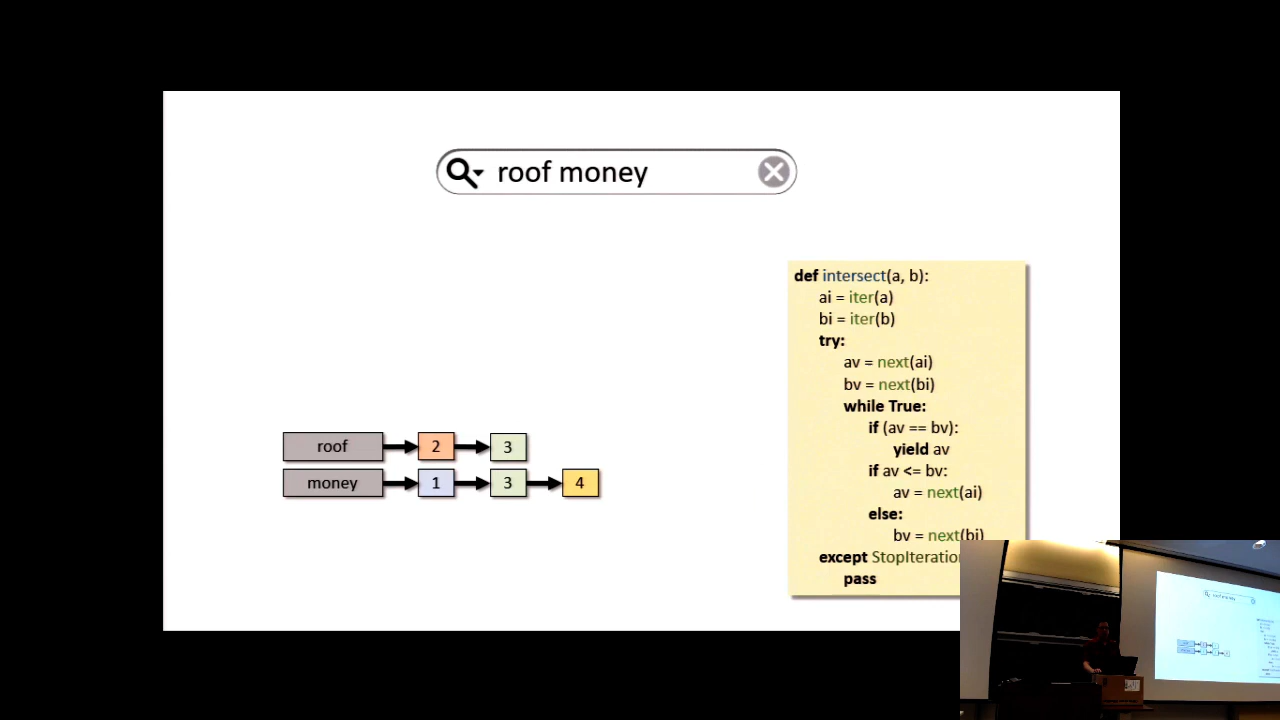 roof money
def intersect(a, b):
ai = iter(a)
bi = iter(b)
try:
av = next(ai)
bv = next(bi)
while True:
if (av == bv):
yield av
if av <= bv:
av = next(ai)
else:
bv = next(bi)
except StopIteratio
pass
roof 2 3
money 1 3 4